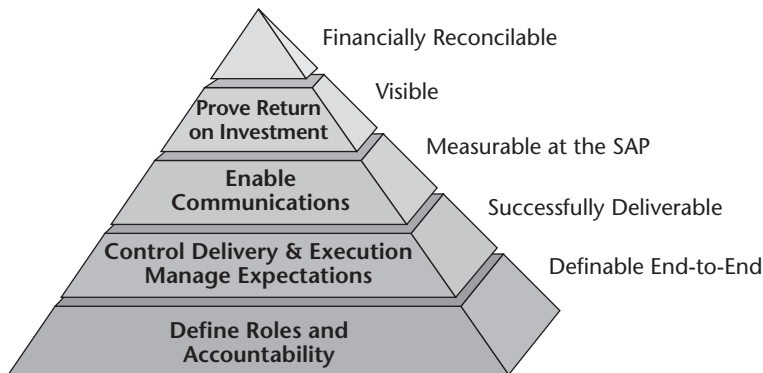 Financially Reconcilable
Visible
Prove Return
on Investment
Measurable at the SAP
Enable
Communications
Successfully Deliverable
Control Delivery & Execution
Manage Expectations
Definable End-to-End
Define Roles and
Accountability